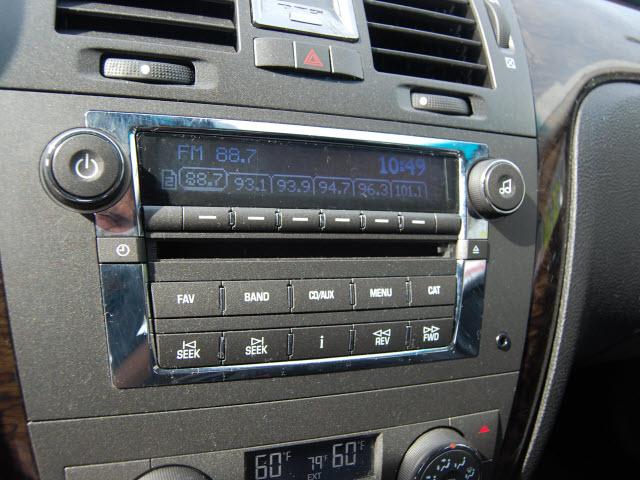 FM 88.7 10:49
88.7 93.1 93.9 94.7 96.3 101.1
FAV BAND CD/AUX MENU CAT
SEEK SEEK i REV FWD
60°F 79°F 60°F
EXT